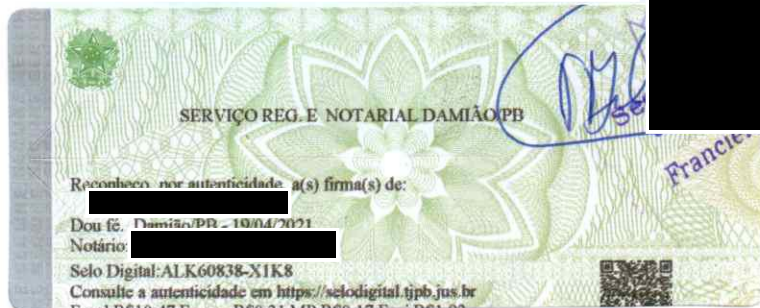 SERVIÇO REG. E NOTARIAL DAMIÃO/PB
Reconheço, por autenticidade, a(s) firma(s) de:
Dou fé. Damião/PB - 19/04/2021
Notário:
Selo Digital:ALK60838-X1K8
Consulte a autenticidade em https://selodigital.tjpb.jus.br